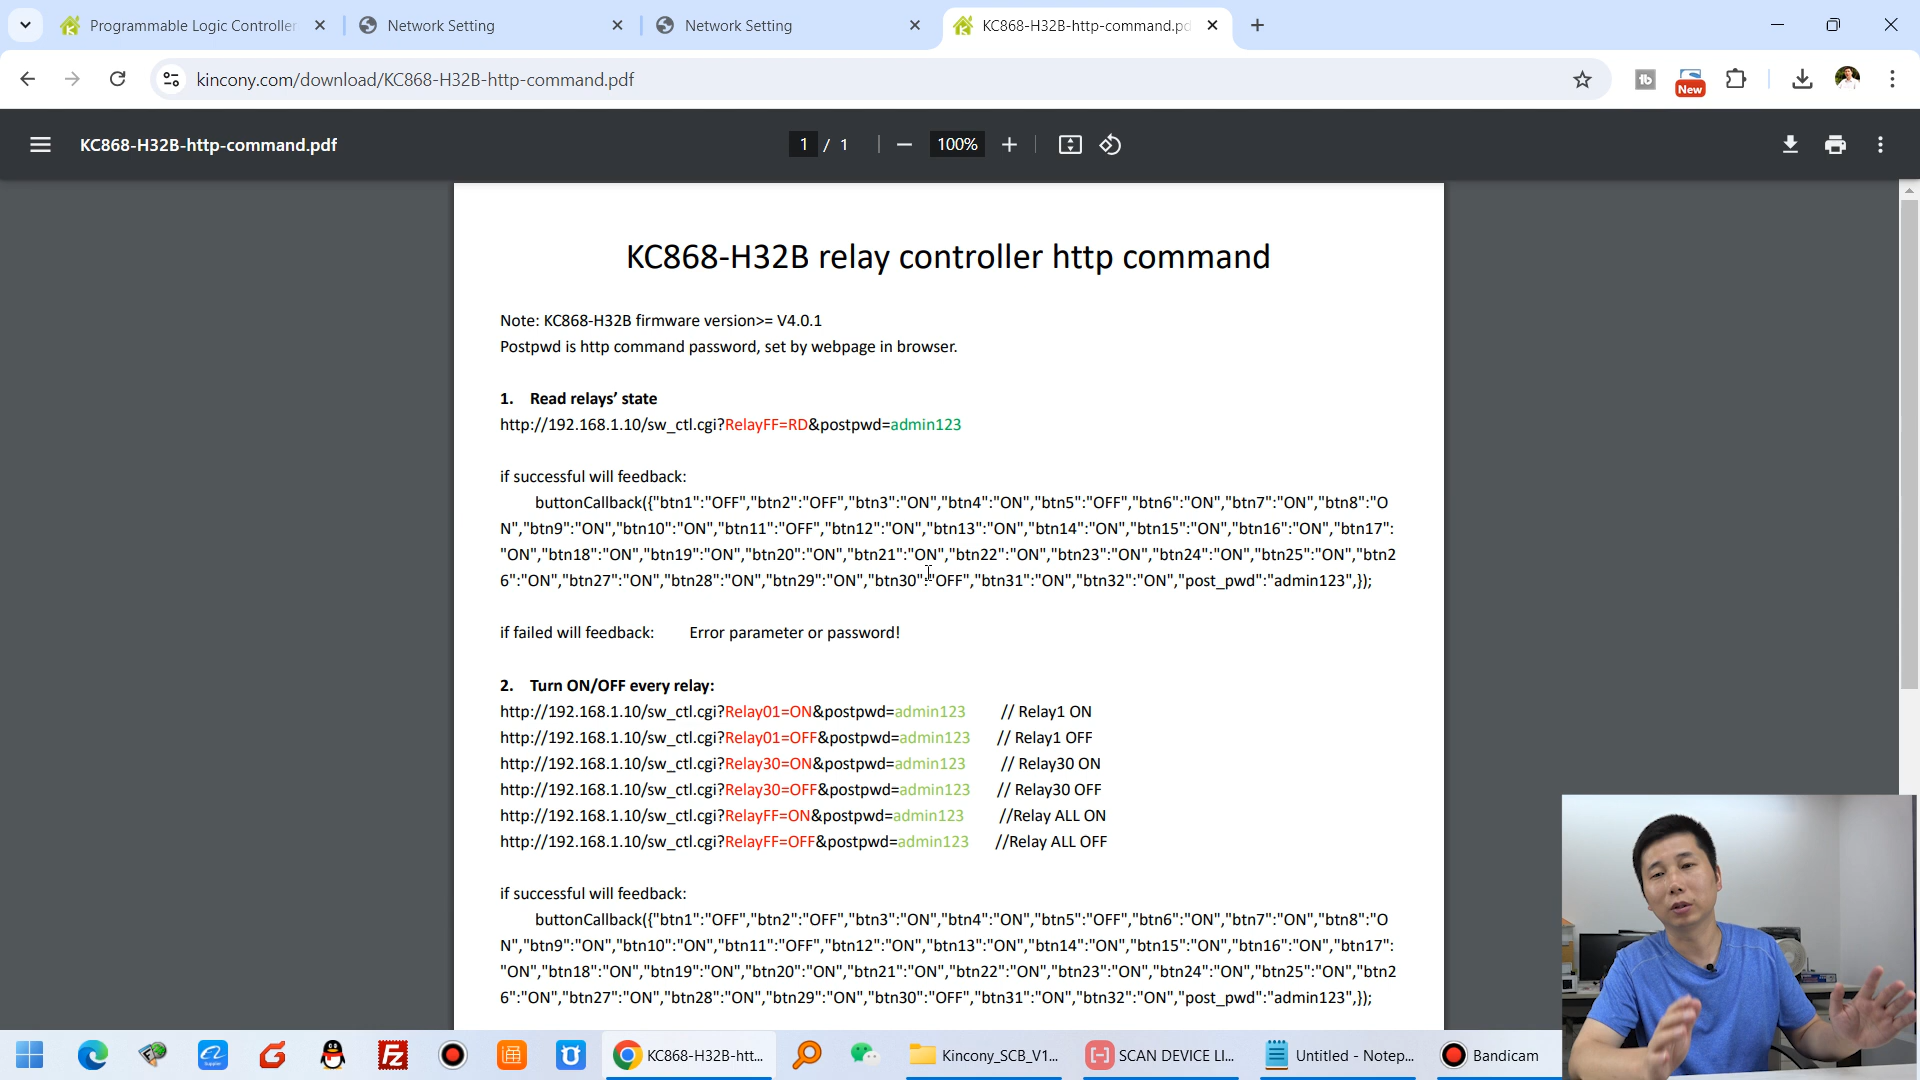 Programmable Logic Controller
Network Setting
Network Setting
KC868-H32B-http-command.pd
kincony.com/download/KC868-H32B-http-command.pdf
New
KC868-H32B-http-command.pdf
1 / 1
100%
KC868-H32B relay controller http command
Note: KC868-H32B firmware version>= V4.0.1
Postpwd is http command password, set by webpage in browser.
1. Read relays’ state
http://192.168.1.10/sw_ctl.cgi?RelayFF=RD&postpwd=admin123
if successful will feedback:
buttonCallback({"btn1":"OFF","btn2":"OFF","btn3":"ON","btn4":"ON","btn5":"OFF","btn6":"ON","btn7":"ON","btn8":"O
N","btn9":"ON","btn10":"ON","btn11":"OFF","btn12":"ON","btn13":"ON","btn14":"ON","btn15":"ON","btn16":"ON","btn17":
"ON","btn18":"ON","btn19":"ON","btn20":"ON","btn21":"ON","btn22":"ON","btn23":"ON","btn24":"ON","btn25":"ON","btn2
6":"ON","btn27":"ON","btn28":"ON","btn29":"ON","btn30":"OFF","btn31":"ON","btn32":"ON","post_pwd":"admin123",});
if failed will feedback: Error parameter or password!
2. Turn ON/OFF every relay:
http://192.168.1.10/sw_ctl.cgi?Relay01=ON&postpwd=admin123 // Relay1 ON
http://192.168.1.10/sw_ctl.cgi?Relay01=OFF&postpwd=admin123 // Relay1 OFF
http://192.168.1.10/sw_ctl.cgi?Relay30=ON&postpwd=admin123 // Relay30 ON
http://192.168.1.10/sw_ctl.cgi?Relay30=OFF&postpwd=admin123 // Relay30 OFF
http://192.168.1.10/sw_ctl.cgi?RelayFF=ON&postpwd=admin123 //Relay ALL ON
http://192.168.1.10/sw_ctl.cgi?RelayFF=OFF&postpwd=admin123 //Relay ALL OFF
if successful will feedback:
buttonCallback({"btn1":"OFF","btn2":"OFF","btn3":"ON","btn4":"ON","btn5":"OFF","btn6":"ON","btn7":"ON","btn8":"O
N","btn9":"ON","btn10":"ON","btn11":"OFF","btn12":"ON","btn13":"ON","btn14":"ON","btn15":"ON","btn16":"ON","btn17":
"ON","btn18":"ON","btn19":"ON","btn20":"ON","btn21":"ON","btn22":"ON","btn23":"ON","btn24":"ON","btn25":"ON","btn2
6":"ON","btn27":"ON","btn28":"ON","btn29":"ON","btn30":"OFF","btn31":"ON","btn32":"ON","post_pwd":"admin123",});
KC868-H32B-htt...
Kincony_SCB_V1...
SCAN DEVICE LI...
Untitled - Notep...
Bandicam